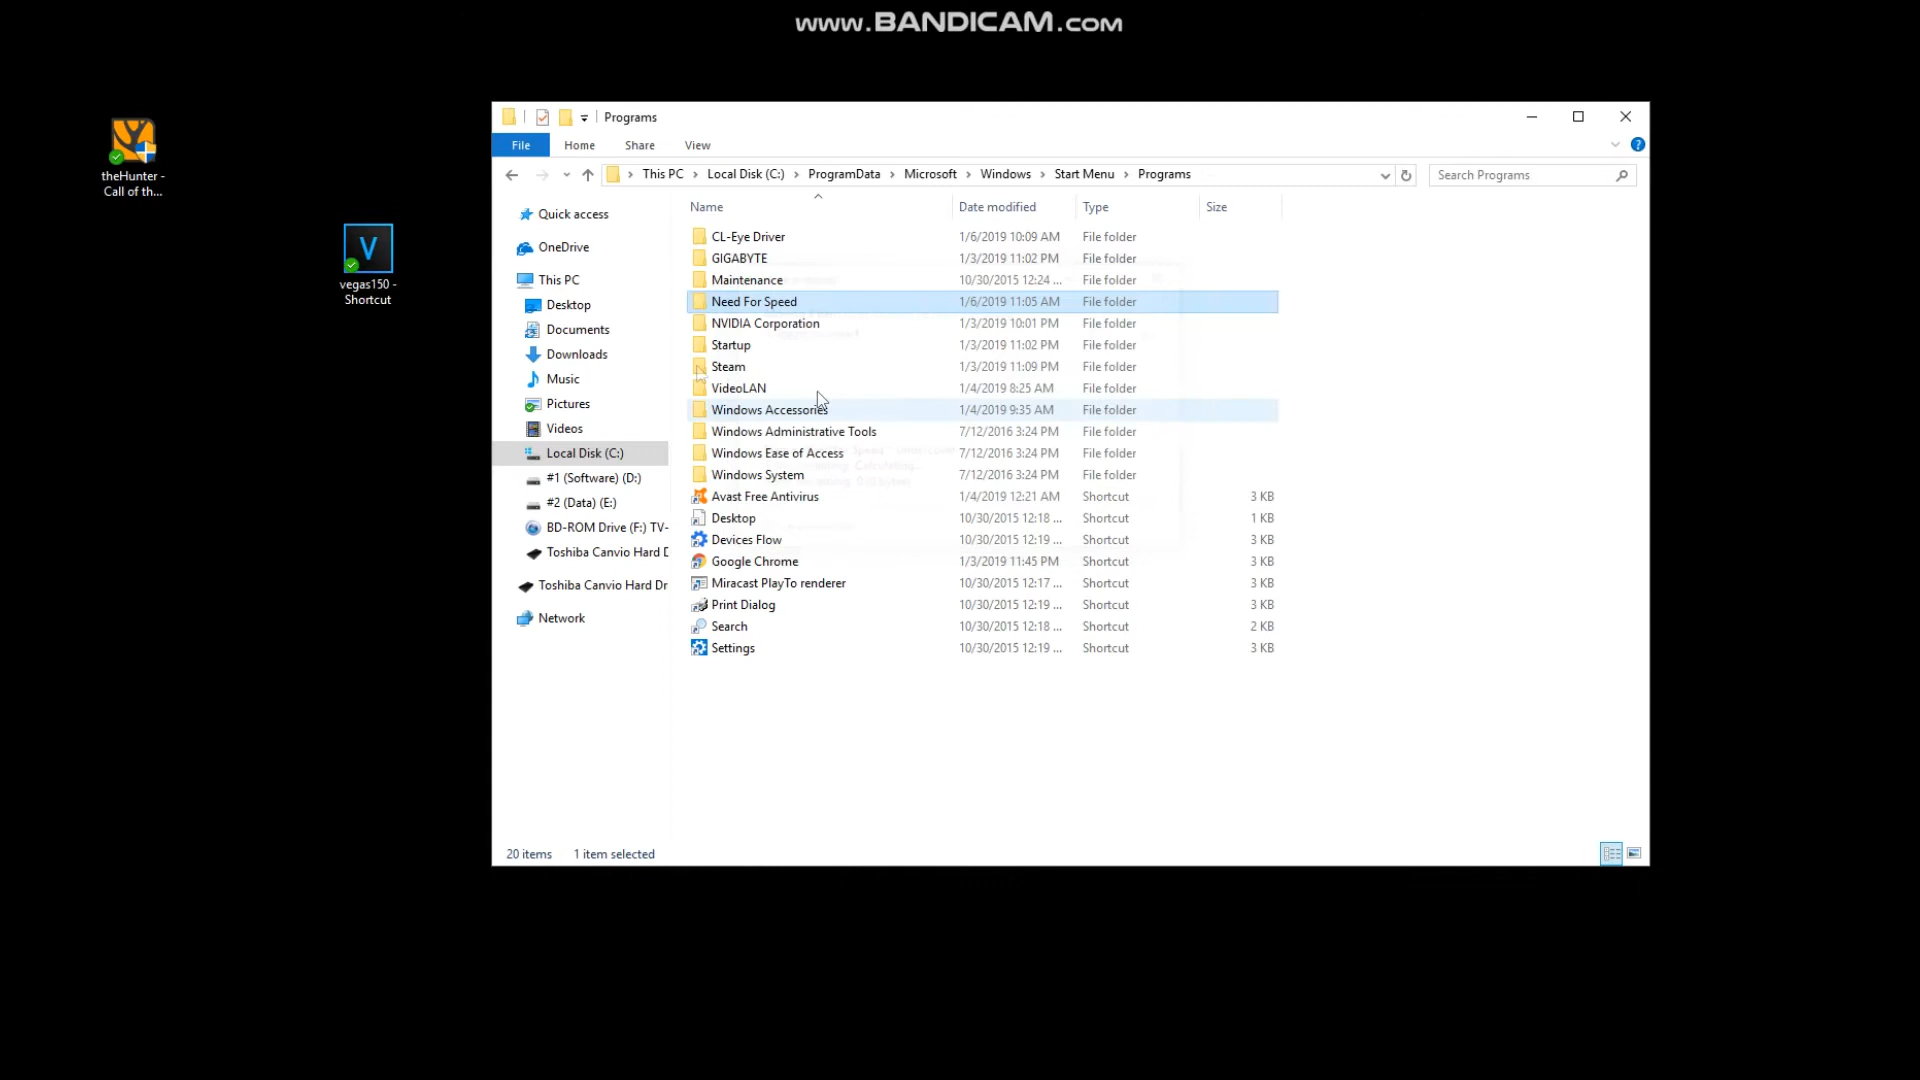 www.BANDICAM.com
theHunter -
Call of th...
vegas150 -
Shortcut
Programs
File Home Share View
This PC Local Disk (C:) ProgramData Microsoft Windows Start Menu Programs
Search Programs
Quick access
OneDrive
This PC
Desktop
Documents
Downloads
Music
Pictures
Videos
Local Disk (C:)
#1 (Software) (D:)
#2 (Data) (E:)
BD-ROM Drive (F:) TV-
Toshiba Canvio Hard D
Toshiba Canvio Hard Dr
Network
Name Date modified Type Size
CL-Eye Driver 1/6/2019 10:09 AM File folder
GIGABYTE 1/3/2019 11:02 PM File folder
Maintenance 10/30/2015 12:24 ... File folder
Need For Speed 1/6/2019 11:05 AM File folder
NVIDIA Corporation 1/3/2019 10:01 PM File folder
Startup 1/3/2019 11:02 PM File folder
Steam 1/3/2019 11:09 PM File folder
VideoLAN 1/4/2019 8:25 AM File folder
Windows Accessories 1/4/2019 9:35 AM File folder
Windows Administrative Tools 7/12/2016 3:24 PM File folder
Windows Ease of Access 7/12/2016 3:24 PM File folder
Windows System 7/12/2016 3:24 PM File folder
Avast Free Antivirus 1/4/2019 12:21 AM Shortcut 3 KB
Desktop 10/30/2015 12:18 ... Shortcut 1 KB
Devices Flow 10/30/2015 12:19 ... Shortcut 3 KB
Google Chrome 1/3/2019 11:45 PM Shortcut 3 KB
Miracast PlayTo renderer 10/30/2015 12:17 ... Shortcut 3 KB
Print Dialog 10/30/2015 12:19 ... Shortcut 3 KB
Search 10/30/2015 12:18 ... Shortcut 2 KB
Settings 10/30/2015 12:19 ... Shortcut 3 KB
20 items 1 item selected